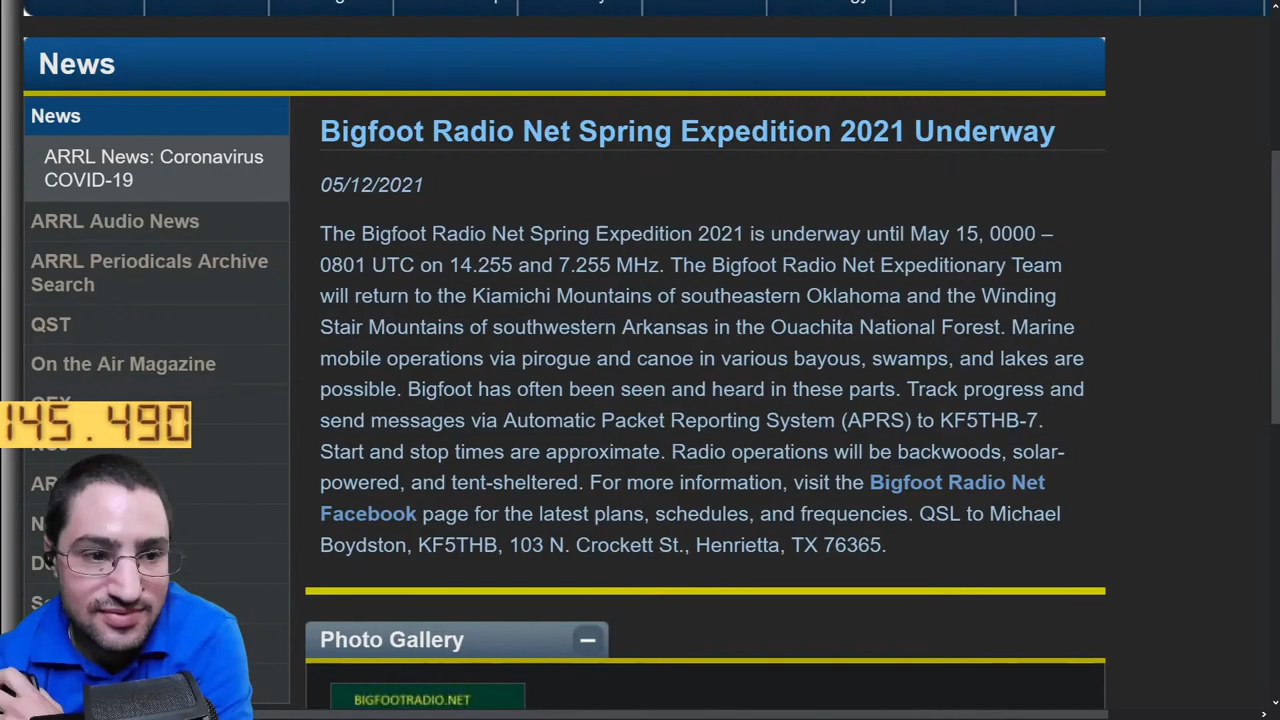 News
News
ARRL News: Coronavirus
COVID-19
ARRL Audio News
ARRL Periodicals Archive
Search
QST
On the Air Magazine
145.490
Bigfoot Radio Net Spring Expedition 2021 Underway
05/12/2021
The Bigfoot Radio Net Spring Expedition 2021 is underway until May 15, 0000 –
0801 UTC on 14.255 and 7.255 MHz. The Bigfoot Radio Net Expeditionary Team
will return to the Kiamichi Mountains of southeastern Oklahoma and the Winding
Stair Mountains of southwestern Arkansas in the Ouachita National Forest. Marine
mobile operations via pirogue and canoe in various bayous, swamps, and lakes are
possible. Bigfoot has often been seen and heard in these parts. Track progress and
send messages via Automatic Packet Reporting System (APRS) to KF5THB-7.
Start and stop times are approximate. Radio operations will be backwoods, solar-
powered, and tent-sheltered. For more information, visit the Bigfoot Radio Net
Facebook page for the latest plans, schedules, and frequencies. QSL to Michael
Boydston, KF5THB, 103 N. Crockett St., Henrietta, TX 76365.
Photo Gallery
BIGFOOTRADIO.NET